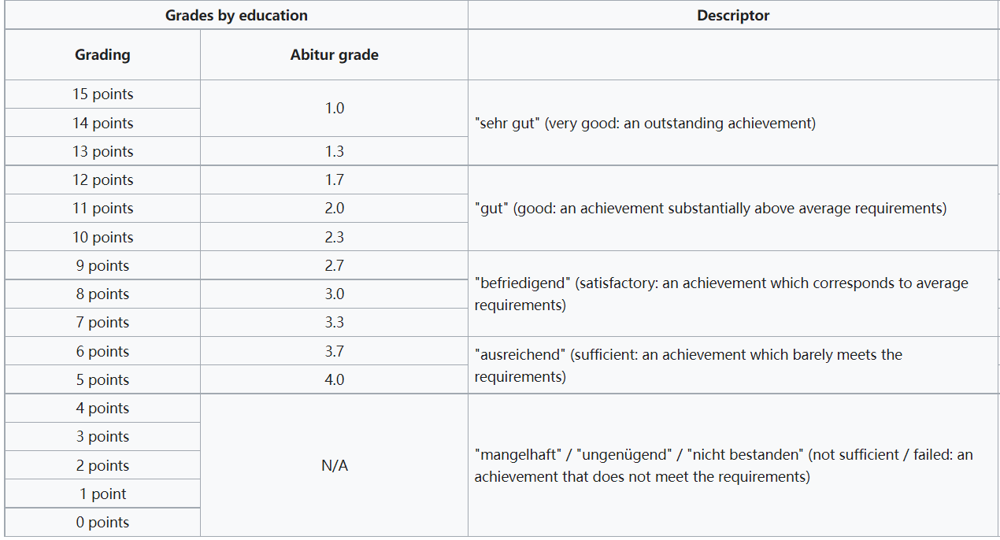 Grades by education Descriptor
Grading Abitur grade
15 points
1.0
14 points
"sehr gut" (very good: an outstanding achievement)
13 points 1.3
12 points 1.7
11 points 2.0
"gut" (good: an achievement substantially above average requirements)
10 points 2.3
9 points 2.7
"befriedigend" (satisfactory: an achievement which corresponds to average
requirements)
8 points 3.0
7 points 3.3
6 points 3.7
"ausreichend" (sufficient: an achievement which barely meets the
requirements)
5 points 4.0
4 points
3 points
2 points
N/A
"mangelhaft" / "ungenügend" / "nicht bestanden" (not sufficient / failed: an
achievement that does not meet the requirements)
1 point
0 points